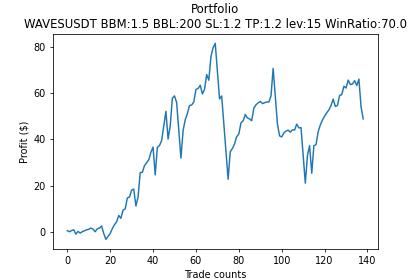 Portfolio
WAVESUSDT BBM:1.5 BBL:200 SL:1.2 TP:1.2 lev:15 WinRatio:70.0
Profit ($)
80
60
40
20
0
0 20 40 60 80 100 120 140
Trade counts